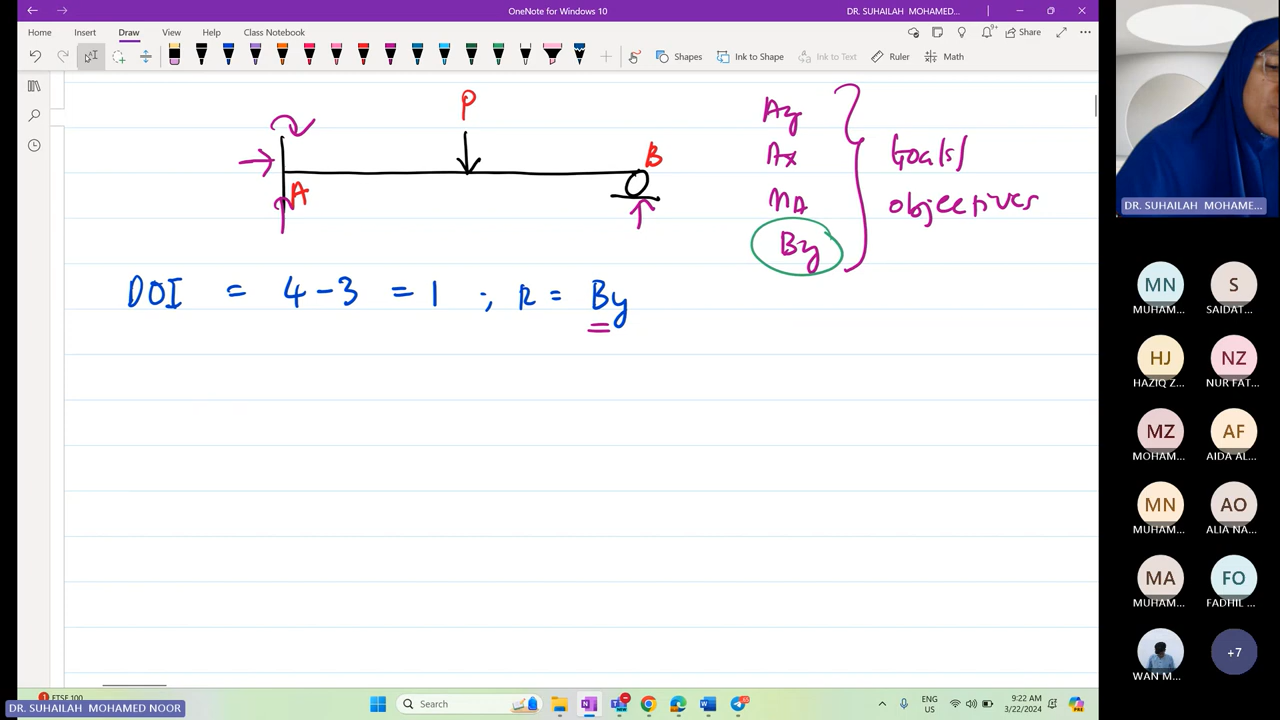 OneNote for Windows 10
DR. SUHAILAH MOHAMED...
Home Insert Draw View Help Class Notebook
Share
Shapes Ink to Shape Ink to Text Ruler Math
P
A
B
Ay
Ax
MA
By
Goals/
objectives
DOI = 4-3 = 1 ; R = By
DR. SUHAILAH MOHAME...
MN
MUHAM...
S
SAIDAT...
HJ
HAZIQ Z...
NZ
NUR FAT...
MZ
MOHAM...
AF
AIDA AL...
MN
MUHAM...
AO
ALIA NA...
MA
MUHAM...
FO
FADHIL ...
WAN M...
+7
FTSE 100
DR. SUHAILAH MOHAMED NOOR
Search
ENG
US
9:22 AM
3/22/2024